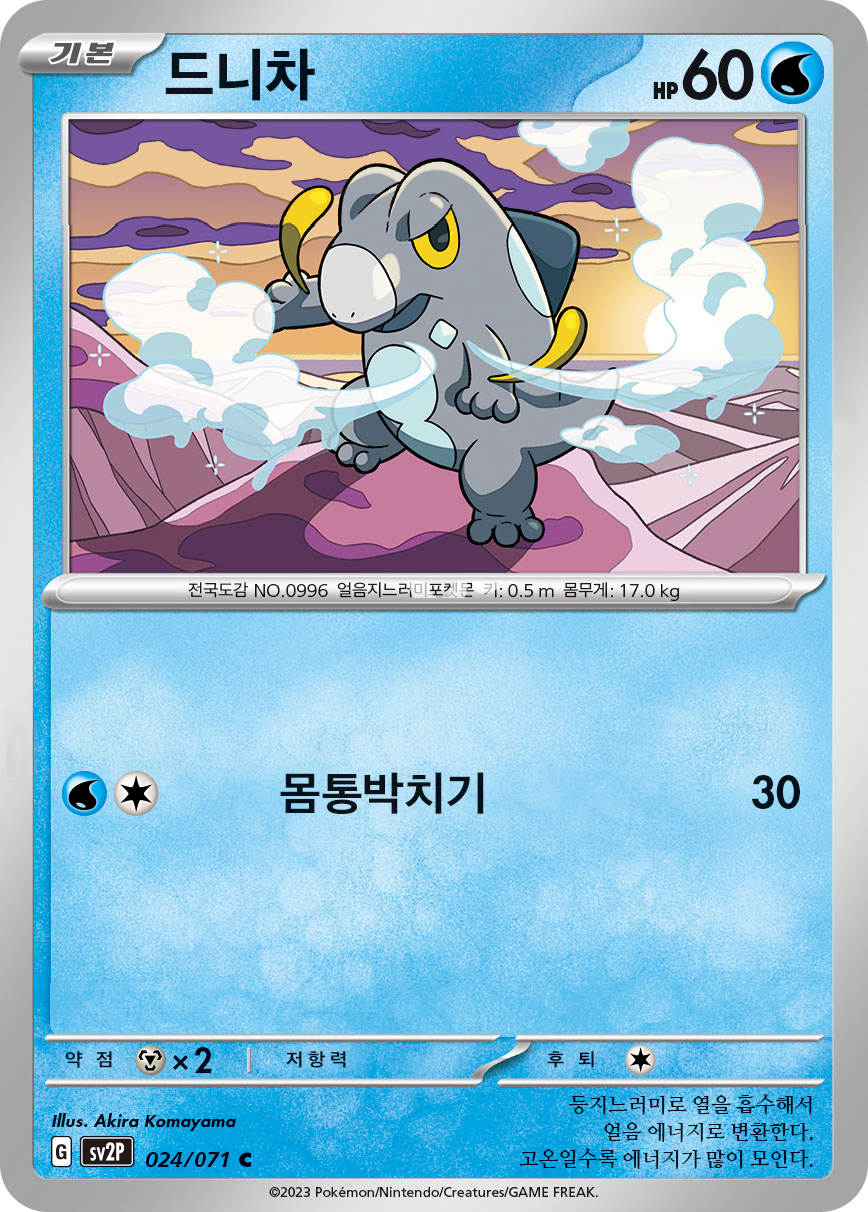 기본 드니차 HP 60
전국도감 NO.0996 얼음지느러미포켓몬 키: 0.5 m 몸무게: 17.0 kg
몸통박치기 30
약점 ×2 저항력 후퇴
Illus. Akira Komayama
G sv2P 024/071 C
등지느러미로 열을 흡수해서
얼음 에너지로 변환한다.
고온일수록 에너지가 많이 모인다.
©2023 Pokémon/Nintendo/Creatures/GAME FREAK.